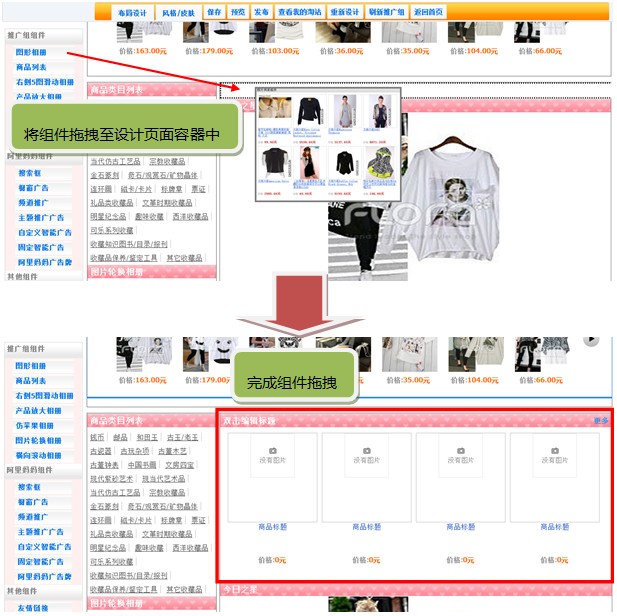 布局设计 风格/皮肤 保存 预览 发布 查看我的淘站 重新设计 刷新推广组 返回首页
推广组组件
图形相册
商品列表
右侧5图滑动相册
产品放大相册
价格:163.00元 价格:179.00元 价格:103.00元 价格:36.00元 价格:35.00元 价格:104.00元 价格:66.00元
商品类目列表
将组件拖拽至设计页面容器中
阿里妈妈组件
搜索框
橱窗广告
频道推广
主题推广广告
自定义智能广告
固定智能广告
阿里妈妈广告牌
其他组件
当代仿古工艺品 宗教收藏品
金石篆刻 奇石/观赏石/矿物晶体
连环画 磁卡/卡片 标牌章 票证
礼品类收藏品 文革时期收藏品
明星纪念品 趣味收藏 西洋收藏品
可乐系列收藏
收藏知识图书/目录/报刊
收藏品保养/鉴定工具 其它收藏品
图片轮换相册
完成组件拖拽
推广组组件
图形相册
商品列表
右侧5图滑动相册
产品放大相册
仿苹果相册
图片轮换相册
横向滚动相册
阿里妈妈组件
搜索框
橱窗广告
频道推广
主题推广广告
自定义智能广告
固定智能广告
阿里妈妈广告牌
其他组件
友情链接
价格:163.00元 价格:179.00 价格:35.00元 价格:104.00元 价格:66.00元
商品类目列表
钱币 邮品 和田玉 古玉/老玉
古瓷器 古玩杂项 古董木艺
古董钟表 中国书画 文房四宝
现代紫砂艺术 现当代艺术品
当代仿古工艺品 宗教收藏品
金石篆刻 奇石/观赏石/矿物晶体
连环画 磁卡/卡片 标牌章 票证
礼品类收藏品 文革时期收藏品
明星纪念品 趣味收藏 西洋收藏品
可乐系列收藏
收藏知识图书/目录/报刊
收藏品保养/鉴定工具 其它收藏品
图片轮换相册
双击编辑标题 更多
没有图片 没有图片 没有图片 没有图片
商品标题 商品标题 商品标题 商品标题
价格:0元 价格:0元 价格:0元 价格:0元
今日之星